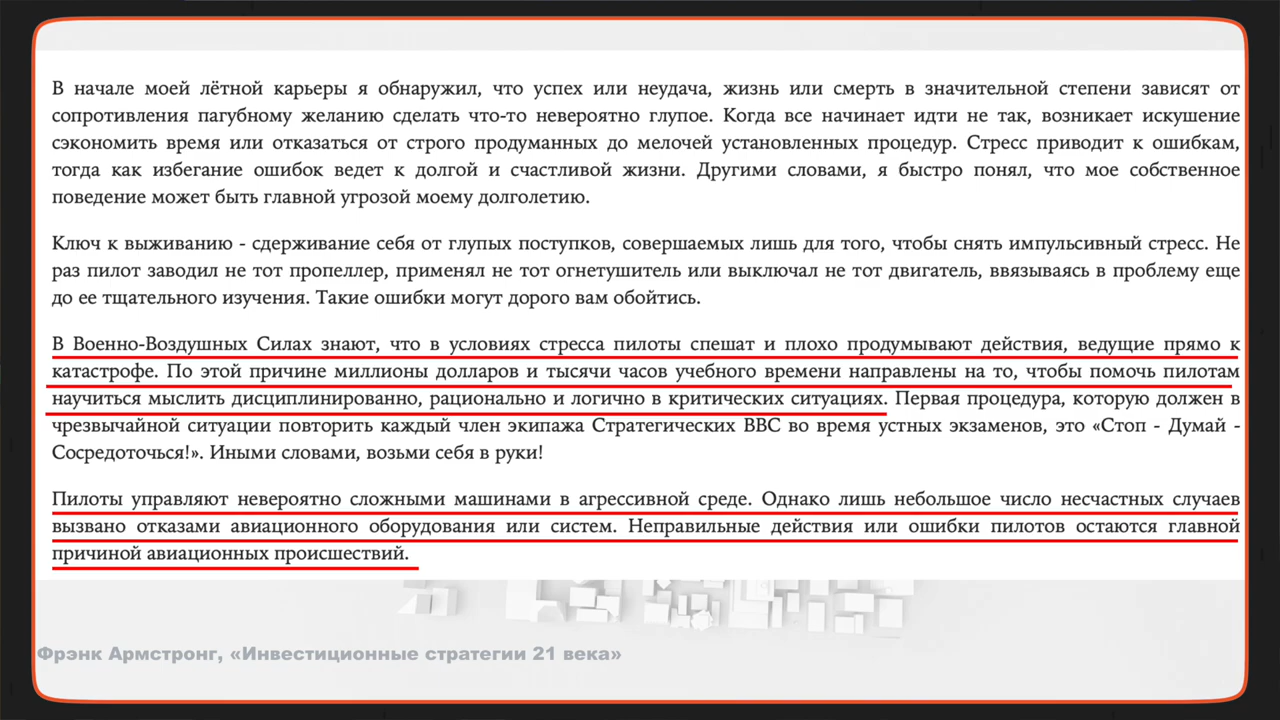 В начале моей лётной карьеры я обнаружил, что успех или неудача, жизнь или смерть в значительной степени зависят от
сопротивления пагубному желанию сделать что-то невероятно глупое. Когда все начинает идти не так, возникает искушение
сэкономить время или отказаться от строго продуманных до мелочей установленных процедур. Стресс приводит к ошибкам,
тогда как избегание ошибок ведет к долгой и счастливой жизни. Другими словами, я быстро понял, что мое собственное
поведение может быть главной угрозой моему долголетию.
Ключ к выживанию - сдерживание себя от глупых поступков, совершаемых лишь для того, чтобы снять импульсивный стресс. Не
раз пилот заводил не тот пропеллер, применял не тот огнетушитель или выключал не тот двигатель, ввязываясь в проблему еще
до ее тщательного изучения. Такие ошибки могут дорого вам обойтись.
В Военно-Воздушных Силах знают, что в условиях стресса пилоты спешат и плохо продумывают действия, ведущие прямо к
катастрофе. По этой причине миллионы долларов и тысячи часов учебного времени направлены на то, чтобы помочь пилотам
научиться мыслить дисциплинированно, рационально и логично в критических ситуациях. Первая процедура, которую должен в
чрезвычайной ситуации повторить каждый член экипажа Стратегических ВВС во время устных экзаменов, это «Стоп - Думай -
Сосредоточься!». Иными словами, возьми себя в руки!
Пилоты управляют невероятно сложными машинами в агрессивной среде. Однако лишь небольшое число несчастных случаев
вызвано отказами авиационного оборудования или систем. Неправильные действия или ошибки пилотов остаются главной
причиной авиационных происшествий.
Фрэнк Армстронг, «Инвестиционные стратегии 21 века»